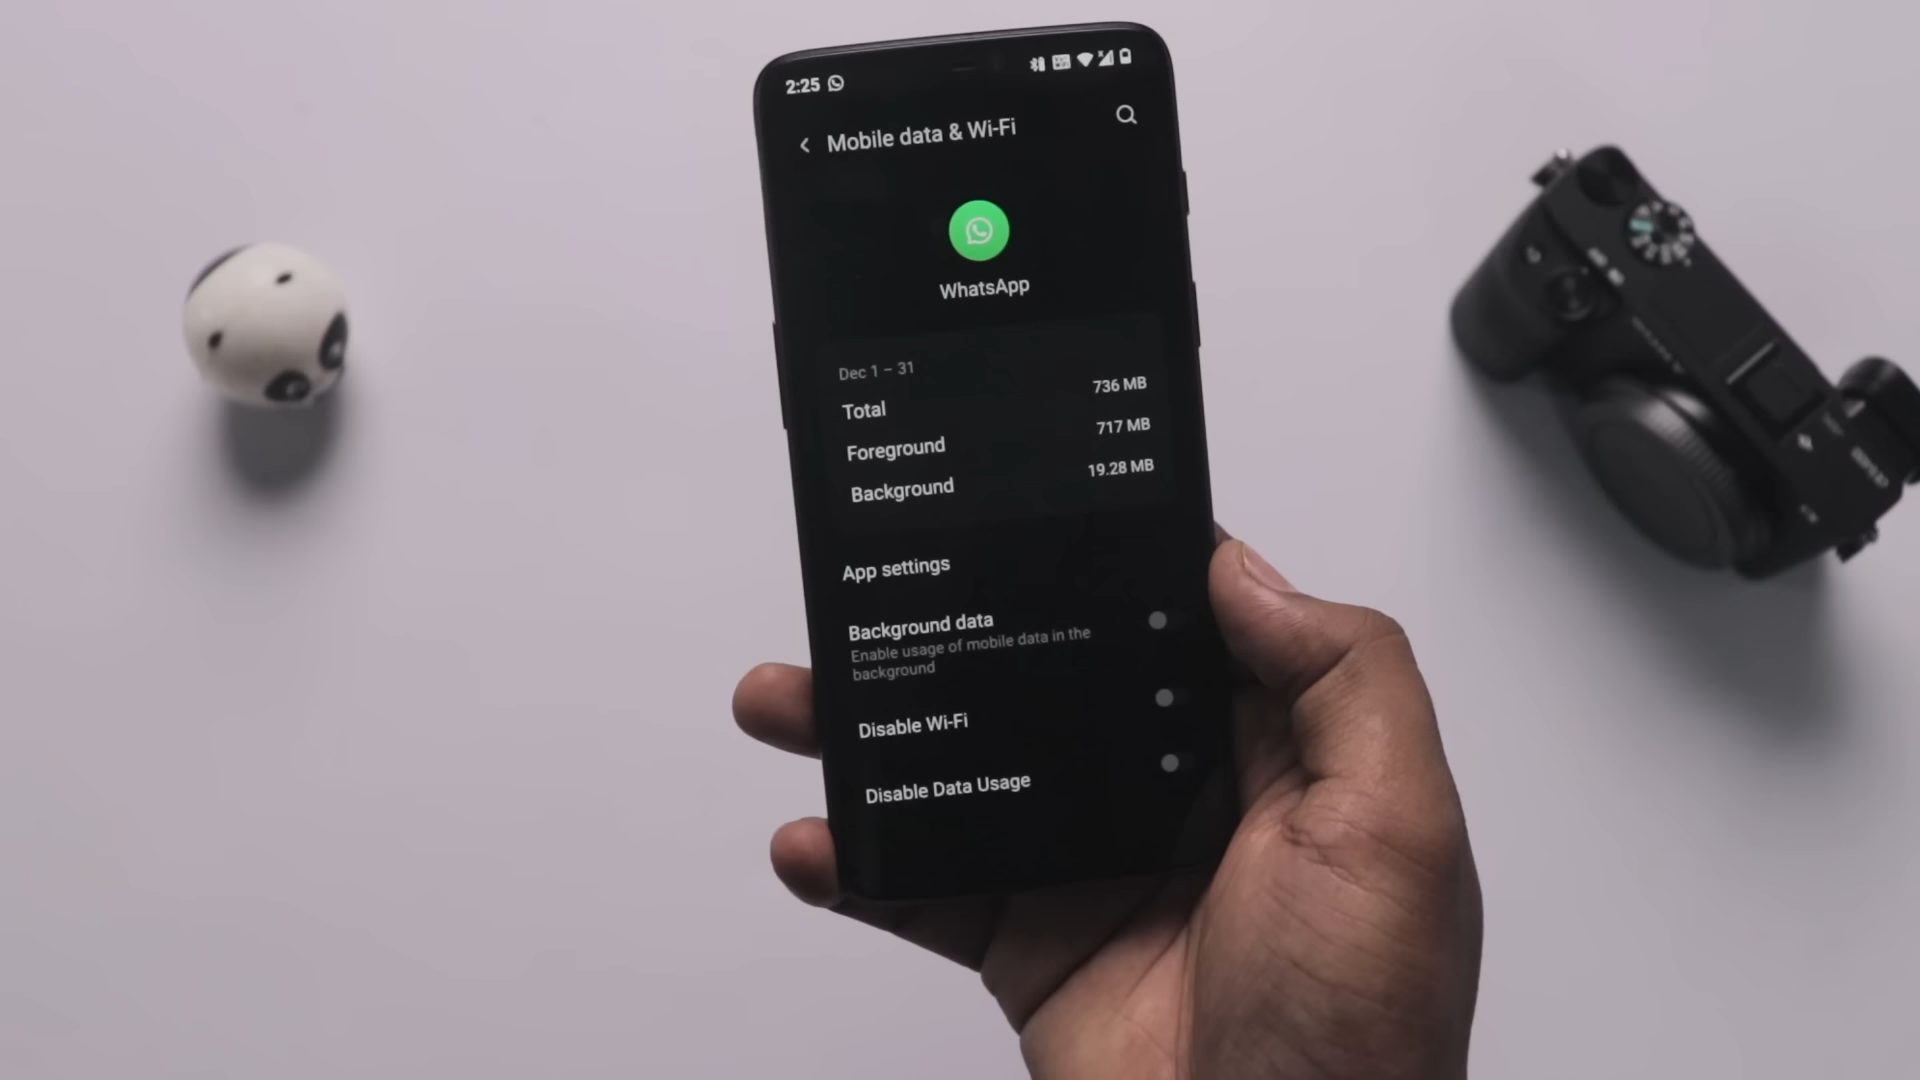 2:25
Mobile data & Wi-Fi
WhatsApp
Dec 1 – 31
Total 736 MB
Foreground 717 MB
Background 19.28 MB
App settings
Background data
Enable usage of mobile data in the
background
Disable Wi-Fi
Disable Data Usage